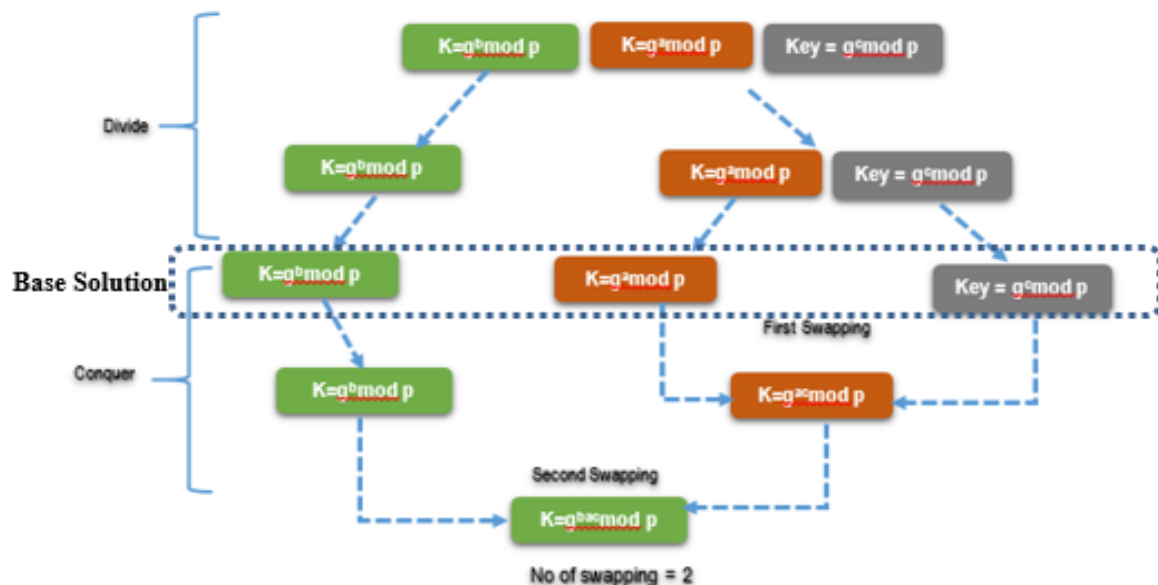 K=gᵇmod p K=gᵃmod p Key = gᶜmod p
Divide
K=gᵇmod p K=gᵃmod p Key = gᶜmod p
Base Solution K=gᵇmod p K=gᵃmod p Key = gᶜmod p
First Swapping
Conquer K=gᵇmod p K=gᵃᶜmod p
Second Swapping
K=gᵇᵃᶜmod p
No of swapping = 2